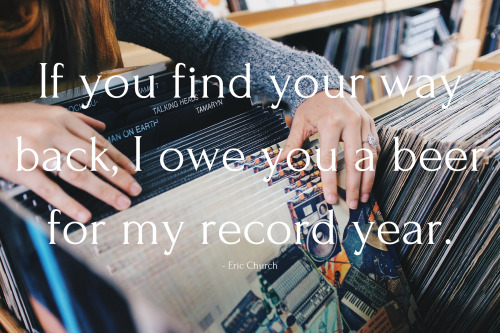 If you find your way
back, I owe you a beer
for my record year.
- Eric Church
TALKING HEADS
TAMARYN
MAN ON EARTH